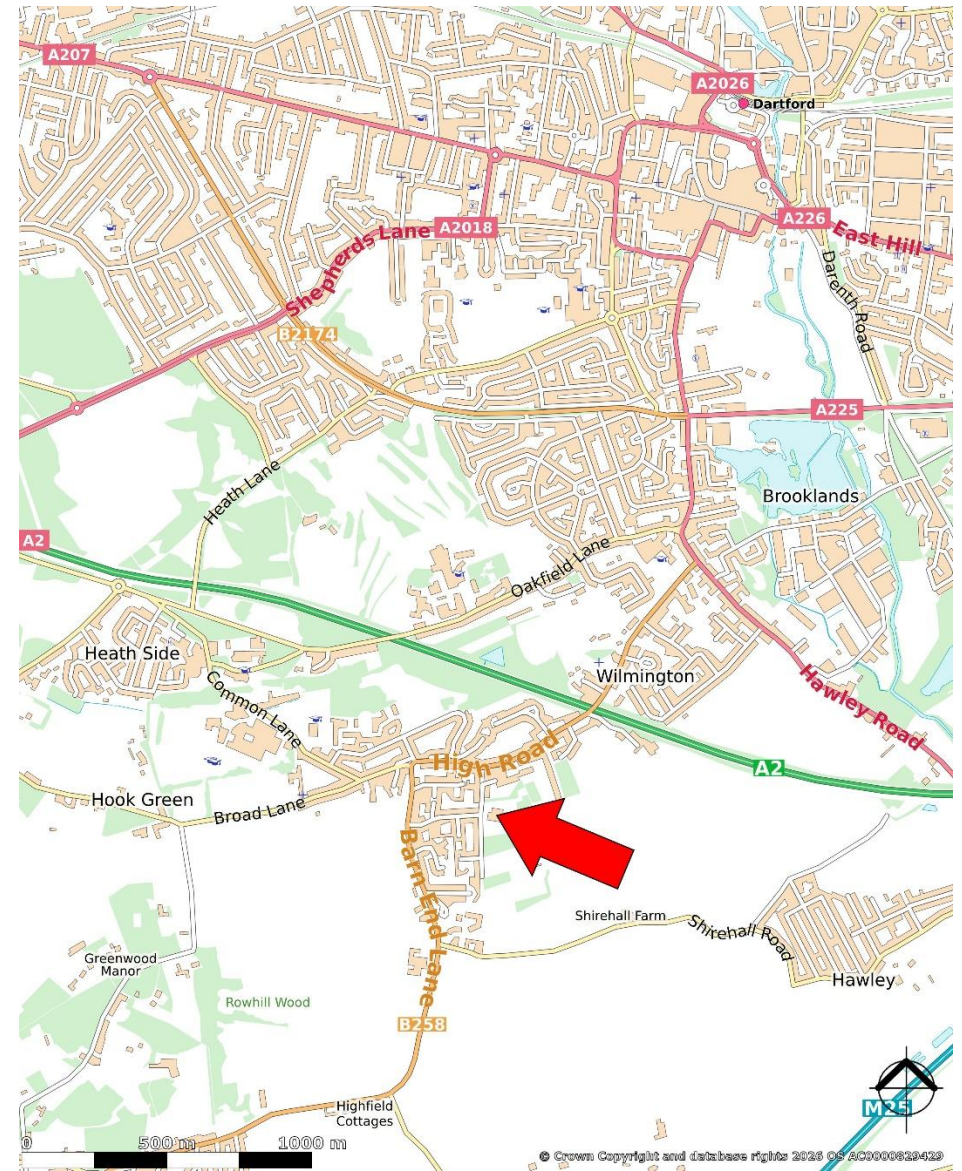 A207
A2026
Dartford
Shepherds Lane
A2018
A226
East Hill
Darenth Road
B2174
A225
Heath Lane
Brooklands
A2
Oakfield Lane
Heath Side
Wilmington
Common Lane
Hawley Road
High Road
A2
Hook Green
Broad Lane
Barn End Lane
Shirehall Farm
Shirehall Road
Greenwood
Manor
Hawley
Rowhill Wood
B258
Highfield
Cottages
M25
0 500 m 1000 m
© Crown Copyright and database rights 2026 OS AC0000829429